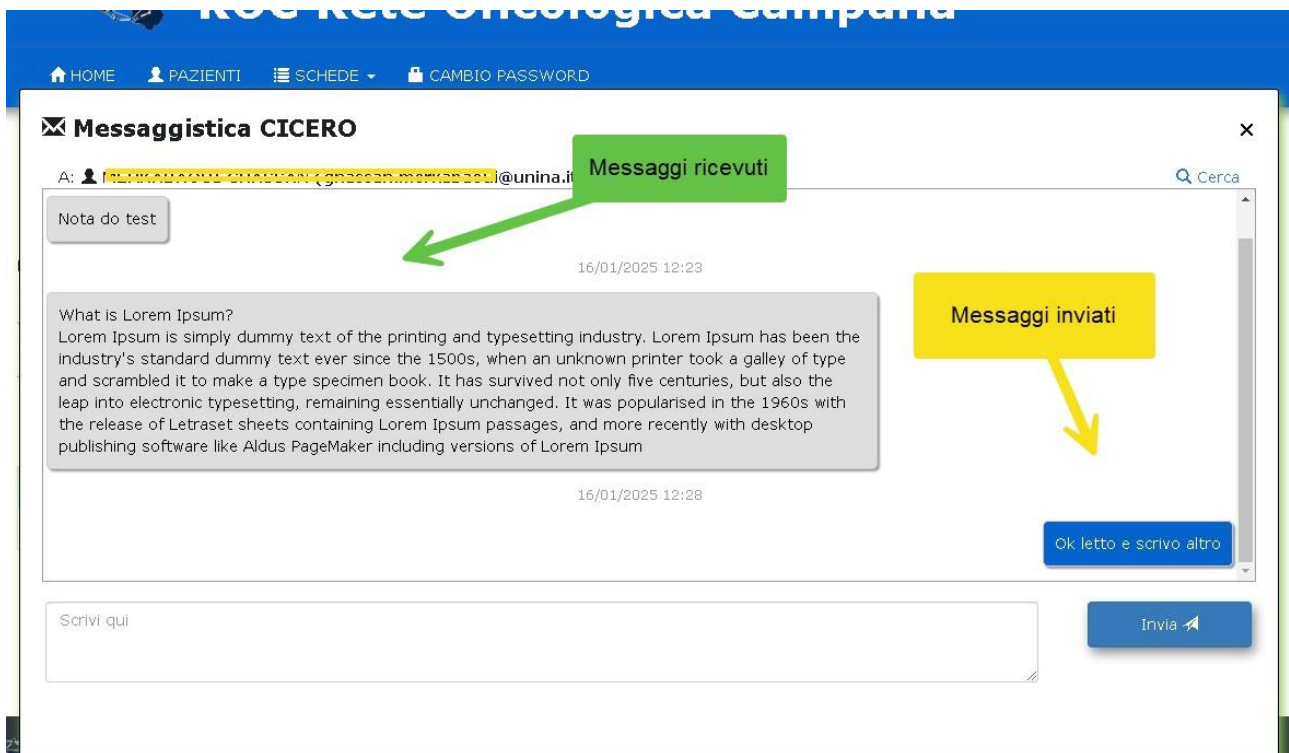 ROC Rete Oncologica Campana
HOME PAZIENTI SCHEDE CAMBIO PASSWORD
Messaggistica CICERO
×
Messaggi ricevuti
A: @unina.it
Cerca
Nota do test
16/01/2025 12:23
Messaggi inviati
What is Lorem Ipsum?
Lorem Ipsum is simply dummy text of the printing and typesetting industry. Lorem Ipsum has been the
industry's standard dummy text ever since the 1500s, when an unknown printer took a galley of type
and scrambled it to make a type specimen book. It has survived not only five centuries, but also the
leap into electronic typesetting, remaining essentially unchanged. It was popularised in the 1960s with
the release of Letraset sheets containing Lorem Ipsum passages, and more recently with desktop
publishing software like Aldus PageMaker including versions of Lorem Ipsum
16/01/2025 12:28
Ok letto e scrivo altro
Scrivi qui
Invia